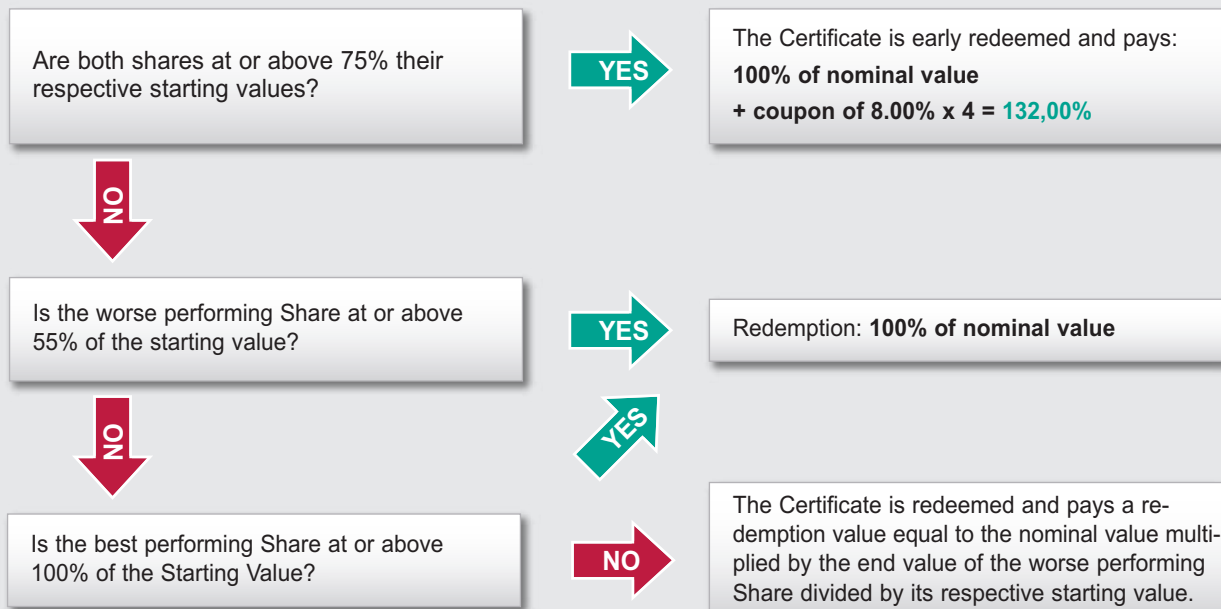 Are both shares at or above 75% their
respective starting values?
YES
The Certificate is early redeemed and pays:
100% of nominal value
+ coupon of 8.00% x 4 = 132,00%
NO
Is the worse performing Share at or above
55% of the starting value?
YES
Redemption: 100% of nominal value
NO
YES
Is the best performing Share at or above
100% of the Starting Value?
NO
The Certificate is redeemed and pays a re-
demption value equal to the nominal value multi-
plied by the end value of the worse performing
Share divided by its respective starting value.